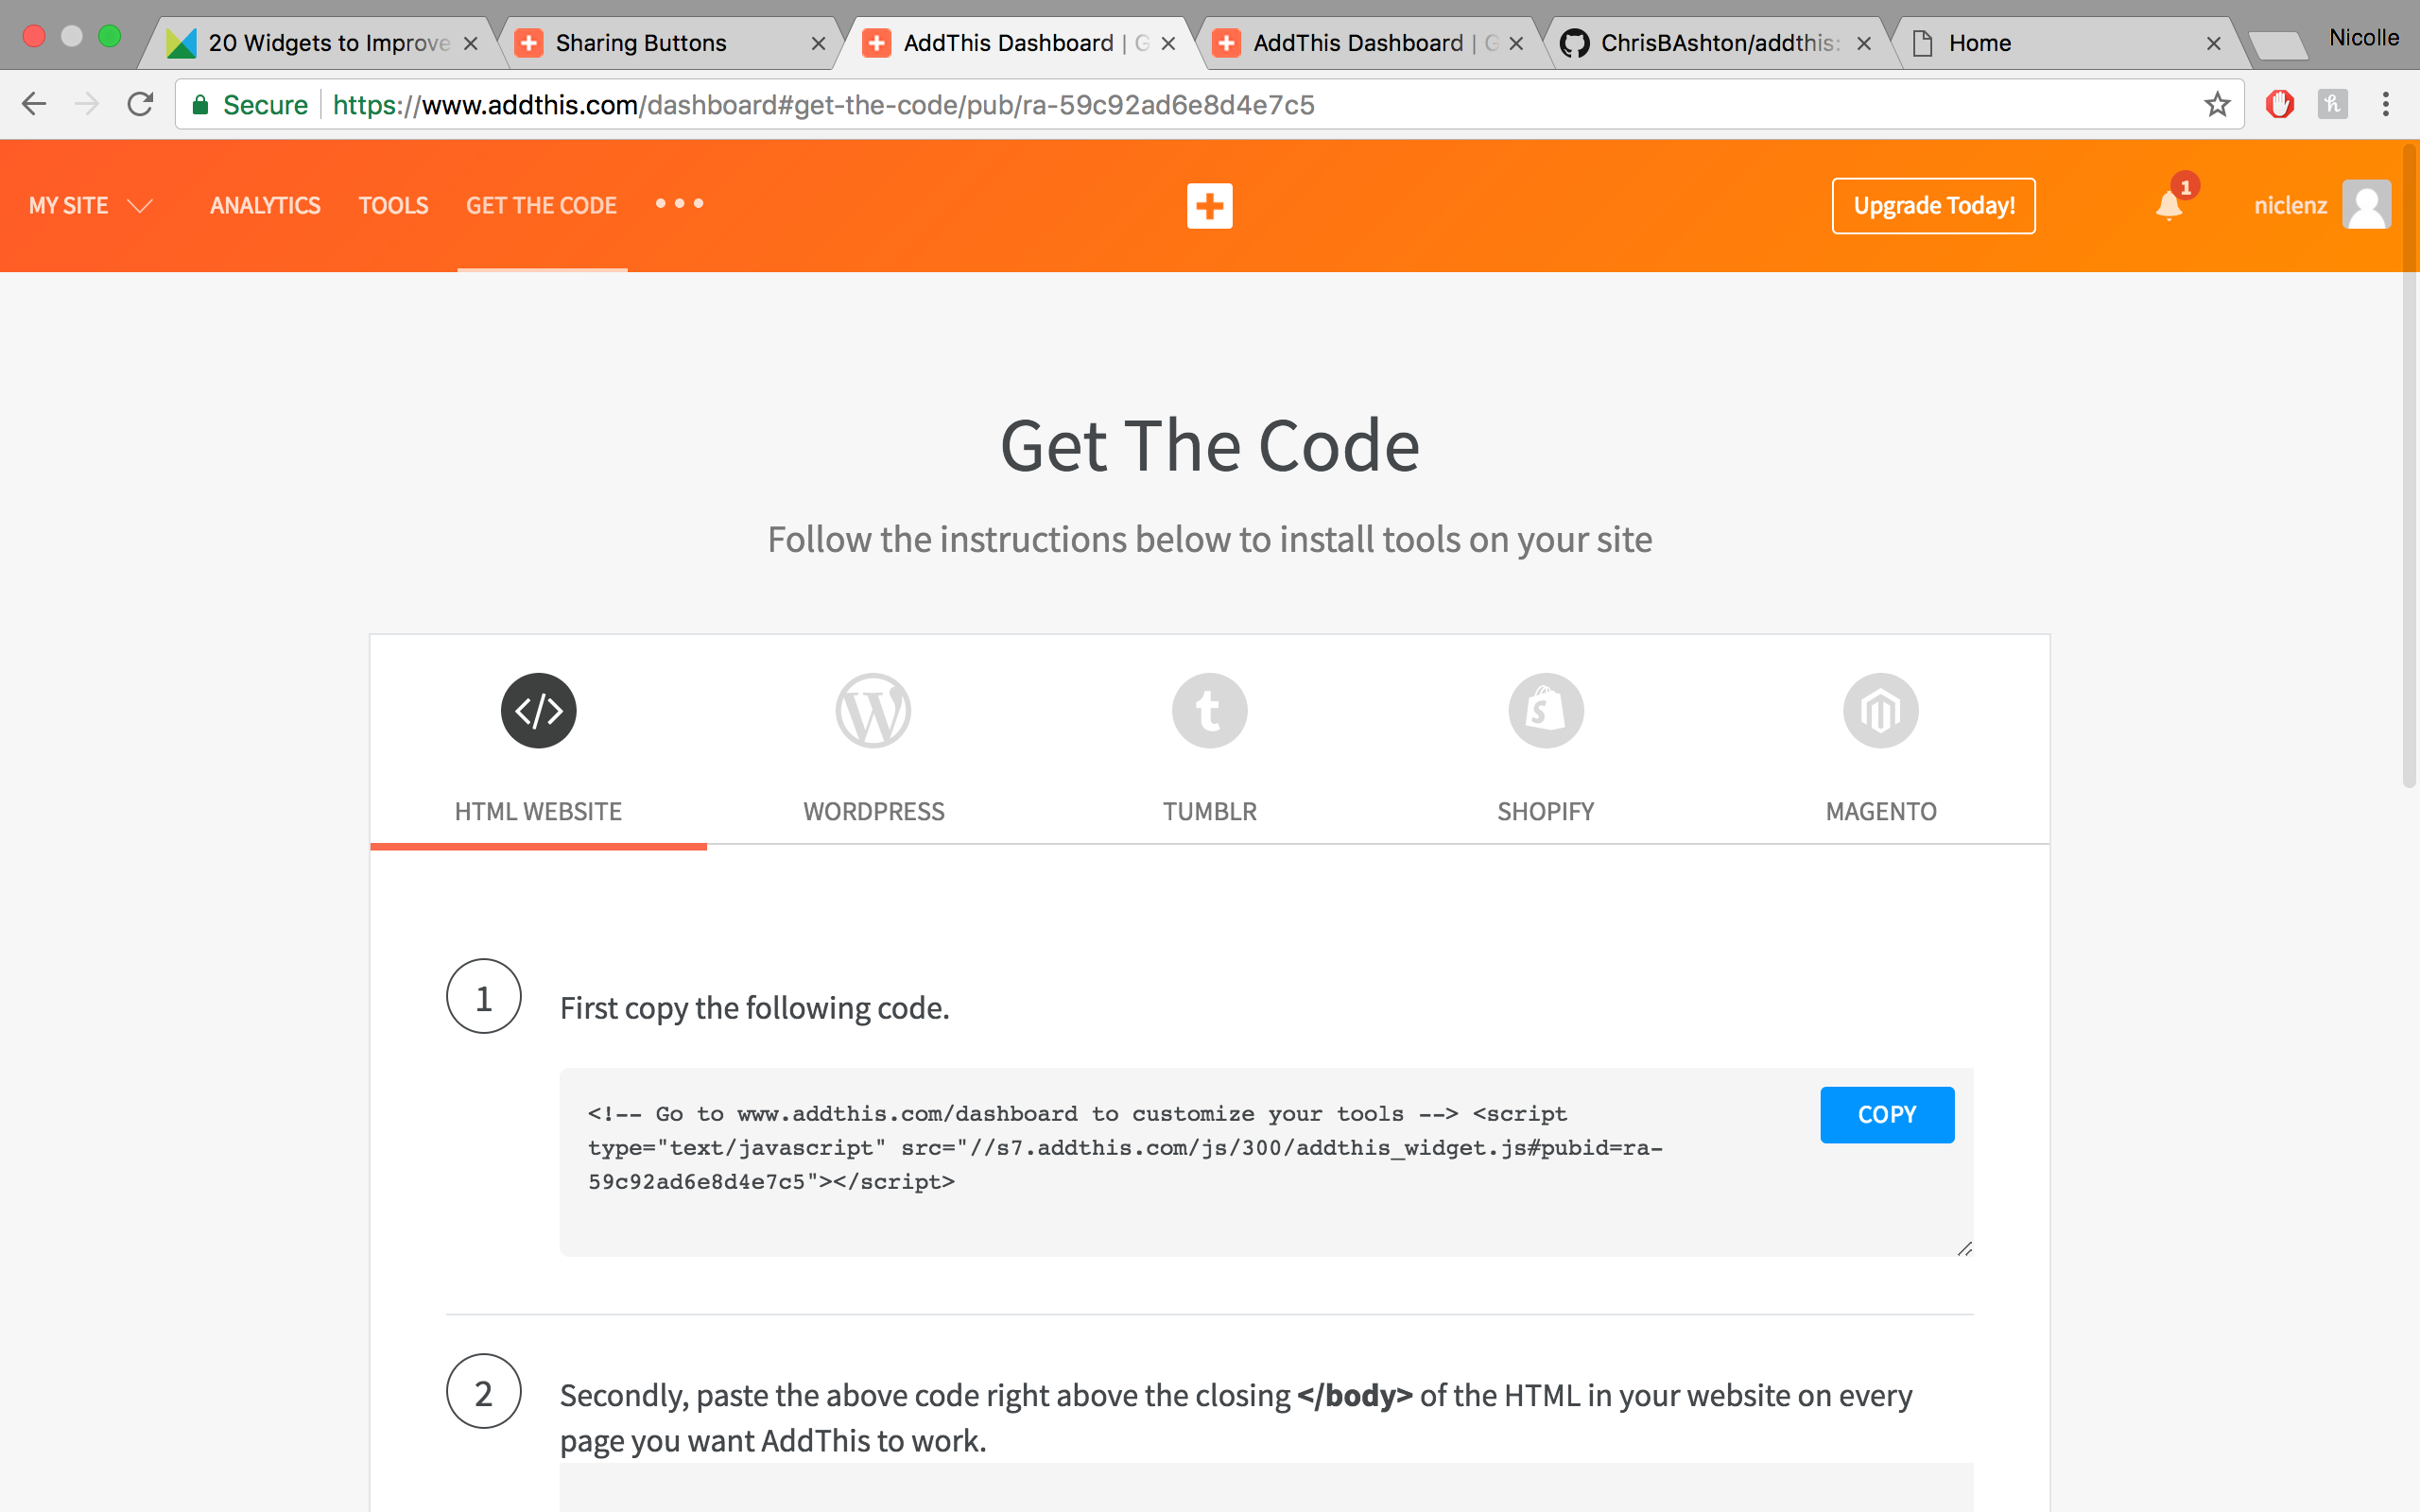 20 Widgets to Improve
Sharing Buttons
AddThis Dashboard | G
AddThis Dashboard | G
ChrisBAshton/addthis:
Home
Nicolle
Secure
https://www.addthis.com/dashboard#get-the-code/pub/ra-59c92ad6e8d4e7c5
MY SITE
ANALYTICS
TOOLS
GET THE CODE
Upgrade Today!
1
niclenz
Get The Code
Follow the instructions below to install tools on your site
HTML WEBSITE
WORDPRESS
TUMBLR
SHOPIFY
MAGENTO
1
First copy the following code.
<!-- Go to www.addthis.com/dashboard to customize your tools --> <script
type="text/javascript" src="//s7.addthis.com/js/300/addthis_widget.js#pubid=ra-
59c92ad6e8d4e7c5"></script>
COPY
2
Secondly, paste the above code right above the closing </body> of the HTML in your website on every
page you want AddThis to work.